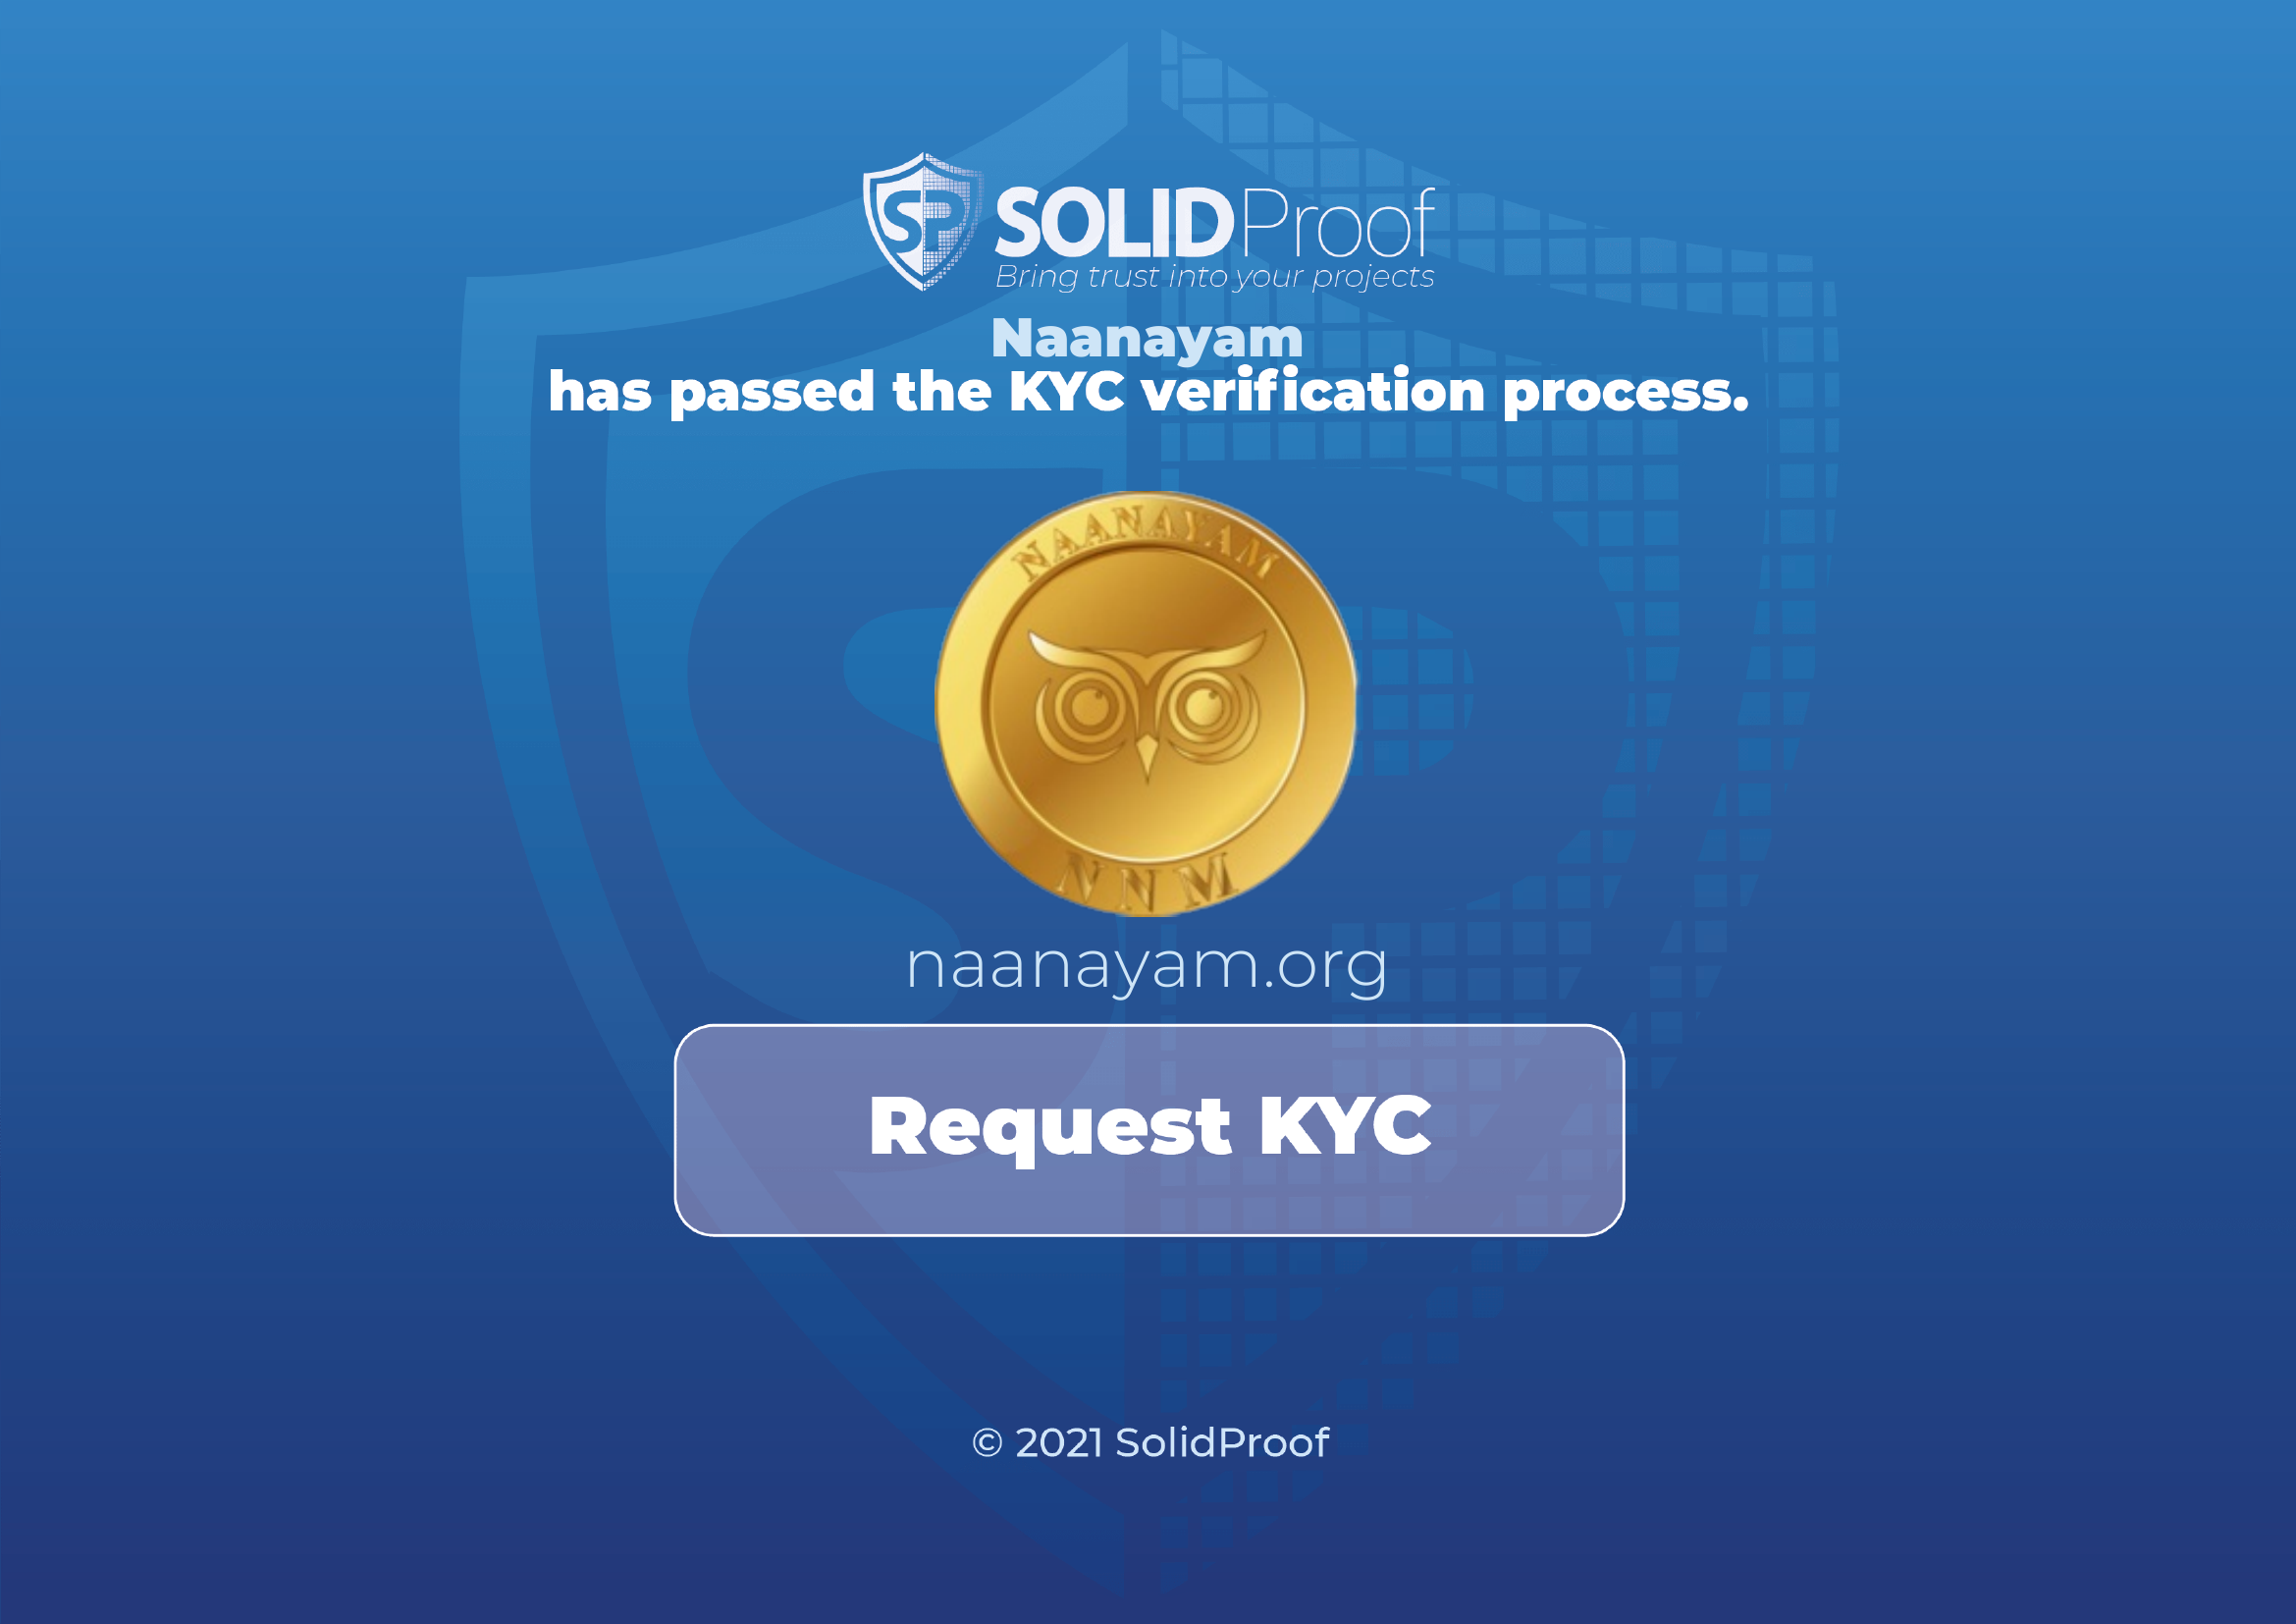 SP SOLIDProof
Bring trust into your projects
Naanayam
has passed the KYC verification process.
NAANAYAM
NNM
naanayam.org
Request KYC
© 2021 SolidProof